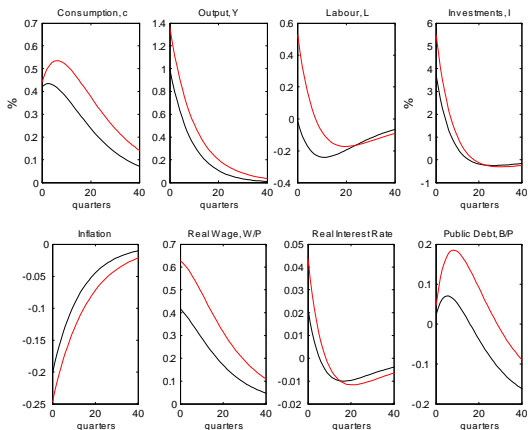 Consumption, c
Output, Y
Labour, L
Investments, I
0.7
0.6
0.5
0.4
0.3
0.2
0.1
0
%
0 20 40
quarters
1.4
1.2
1
0.8
0.6
0.4
0.2
0
0 20 40
quarters
0.6
0.4
0.2
0
-0.2
-0.4
0 20 40
quarters
6
5
4
3
2
1
0
-1
%
0 20 40
quarters
Inflation
Real Wage, W/P
Real Interest Rate
Public Debt, B/P
0
-0.05
-0.1
-0.15
-0.2
-0.25
0 20 40
quarters
0.7
0.6
0.5
0.4
0.3
0.2
0.1
0
0 20 40
quarters
0.05
0.04
0.03
0.02
0.01
0
-0.01
-0.02
0 20 40
quarters
0.2
0.1
0
-0.1
-0.2
0 20 40
quarters